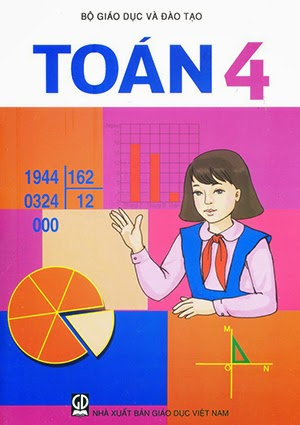 BỘ GIÁO DỤC VÀ ĐÀO TẠO
TOÁN 4
1944 162
0324 12
000
M
O N
GD
NHÀ XUẤT BẢN GIÁO DỤC VIỆT NAM